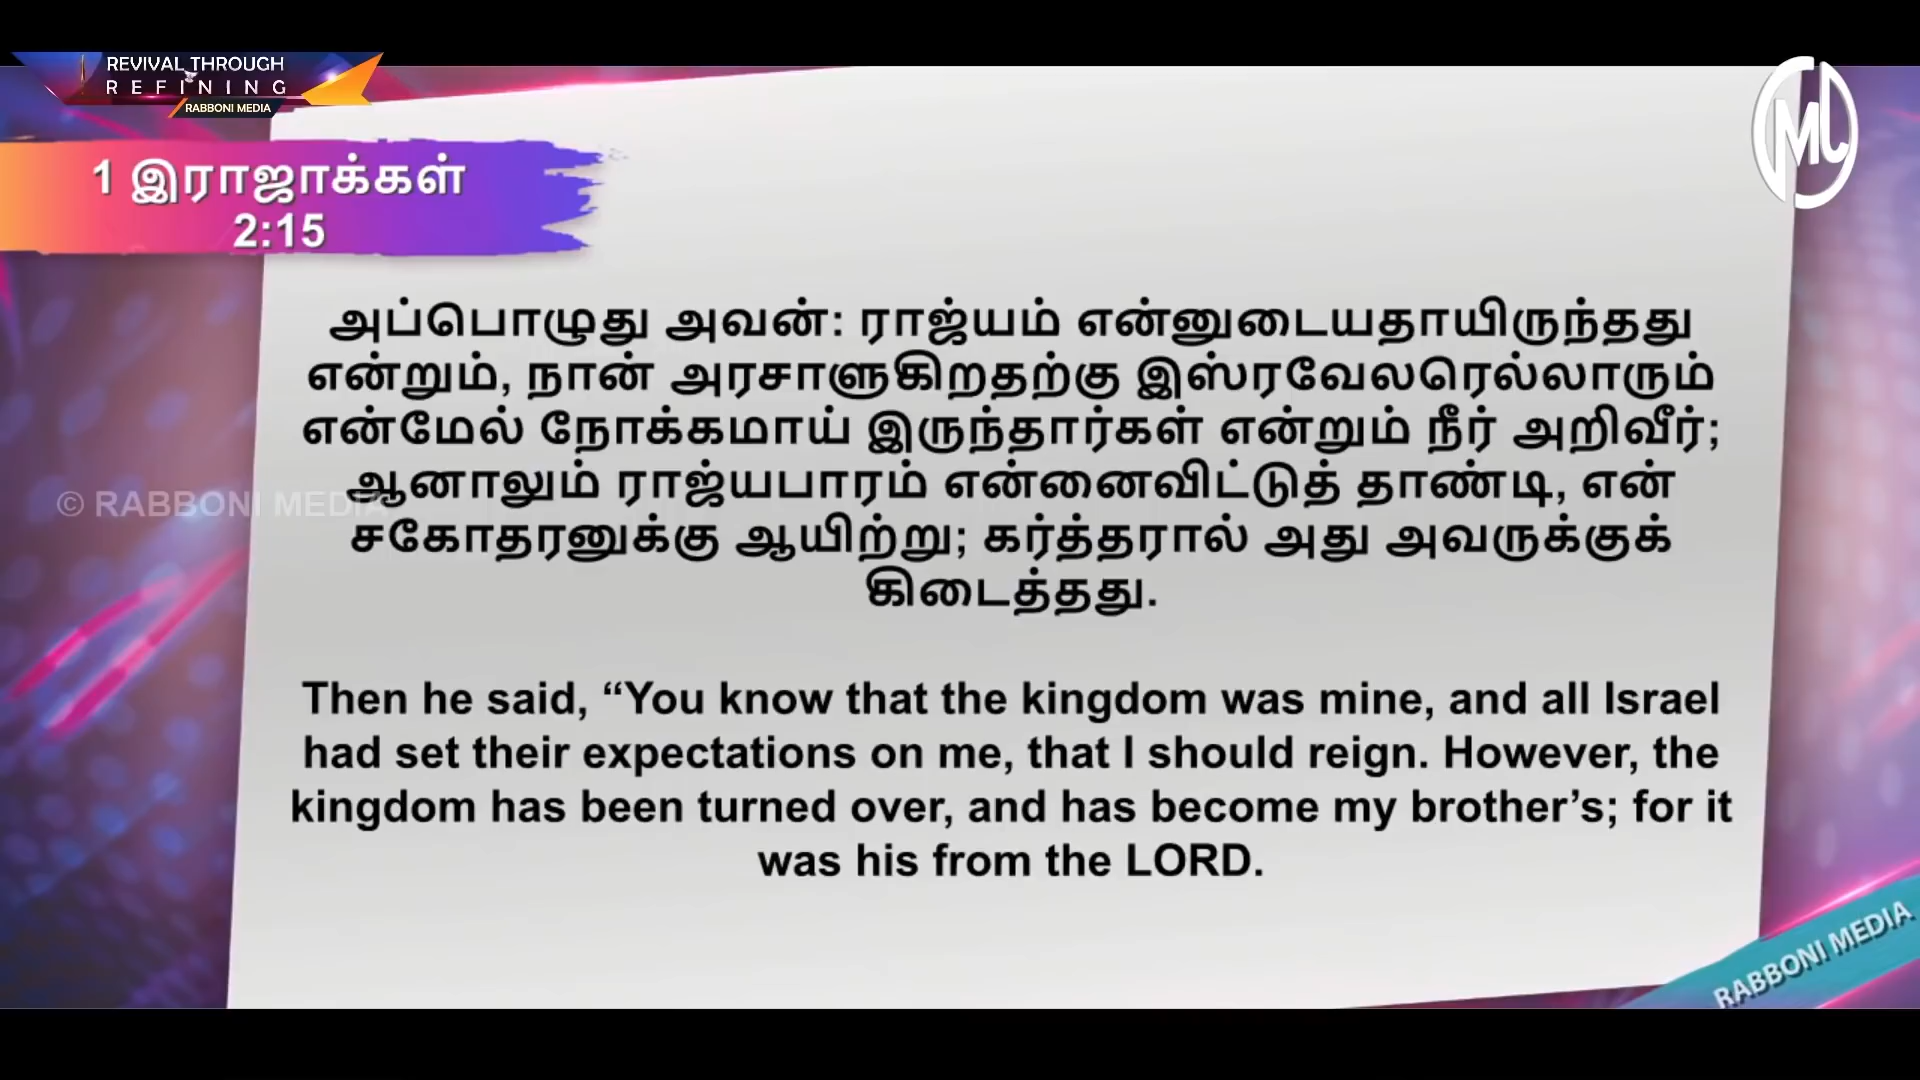 REVIVAL THROUGH
REFINING
RABBONI MEDIA
1 இராஜாக்கள்
2:15
அப்பொழுது அவன்: ராஜ்யம் என்னுடையதாயிருந்தது
என்றும், நான் அரசாளுகிறதற்கு இஸ்ரவேலரெல்லாரும்
என்மேல் நோக்கமாய் இருந்தார்கள் என்றும் நீர் அறிவீர்;
ஆனாலும் ராஜ்யபாரம் என்னைவிட்டுத் தாண்டி, என்
© RABBONI MEDIA
சகோதரனுக்கு ஆயிற்று; கர்த்தரால் அது அவருக்குக்
கிடைத்தது.
Then he said, “You know that the kingdom was mine, and all Israel
had set their expectations on me, that I should reign. However, the
kingdom has been turned over, and has become my brother’s; for it
was his from the LORD.
RABBONI MEDIA